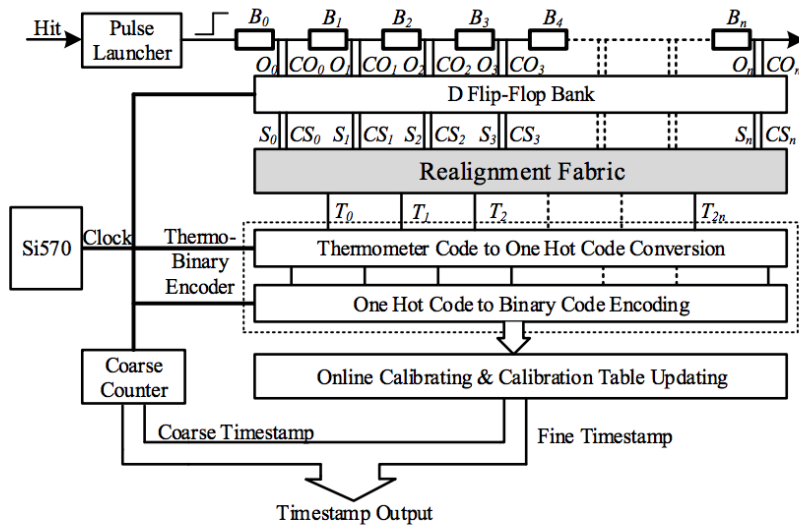 Hit
Pulse Launcher
B0 B1 B2 B3 B4 Bn
O0 CO0 O1 CO1 O2 CO2 O3 CO3 On COn
D Flip-Flop Bank
S0 CS0 S1 CS1 S2 CS2 S3 CS3 Sn CSn
Realignment Fabric
T0 T1 T2 T2n
Si570
Clock
Thermo-
Binary
Encoder
Thermometer Code to One Hot Code Conversion
One Hot Code to Binary Code Encoding
Coarse
Counter
Online Calibrating & Calibration Table Updating
Coarse Timestamp
Fine Timestamp
Timestamp Output